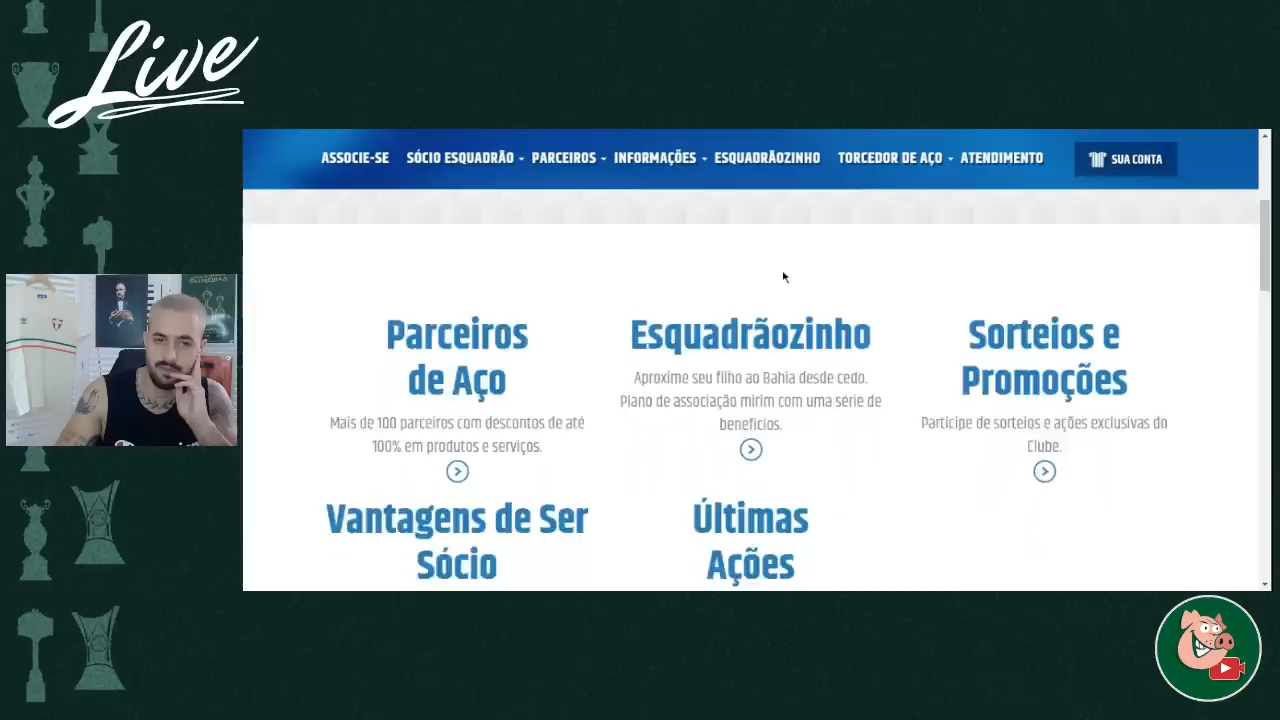 Live
ASSOCIE-SE SÓCIO ESQUADRÃO PARCEIROS INFORMAÇÕES ESQUADRÃOZINHO TORCEDOR DE AÇO ATENDIMENTO SUA CONTA
Parceiros
de Aço
Mais de 100 parceiros com descontos de até
100% em produtos e serviços.
Esquadrãozinho
Aproxime seu filho ao Bahia desde cedo.
Plano de associação mirim com uma série de
benefícios.
Sorteios e
Promoções
Participe de sorteios e ações exclusivas do
Clube.
Vantagens de Ser
Sócio
Últimas
Ações